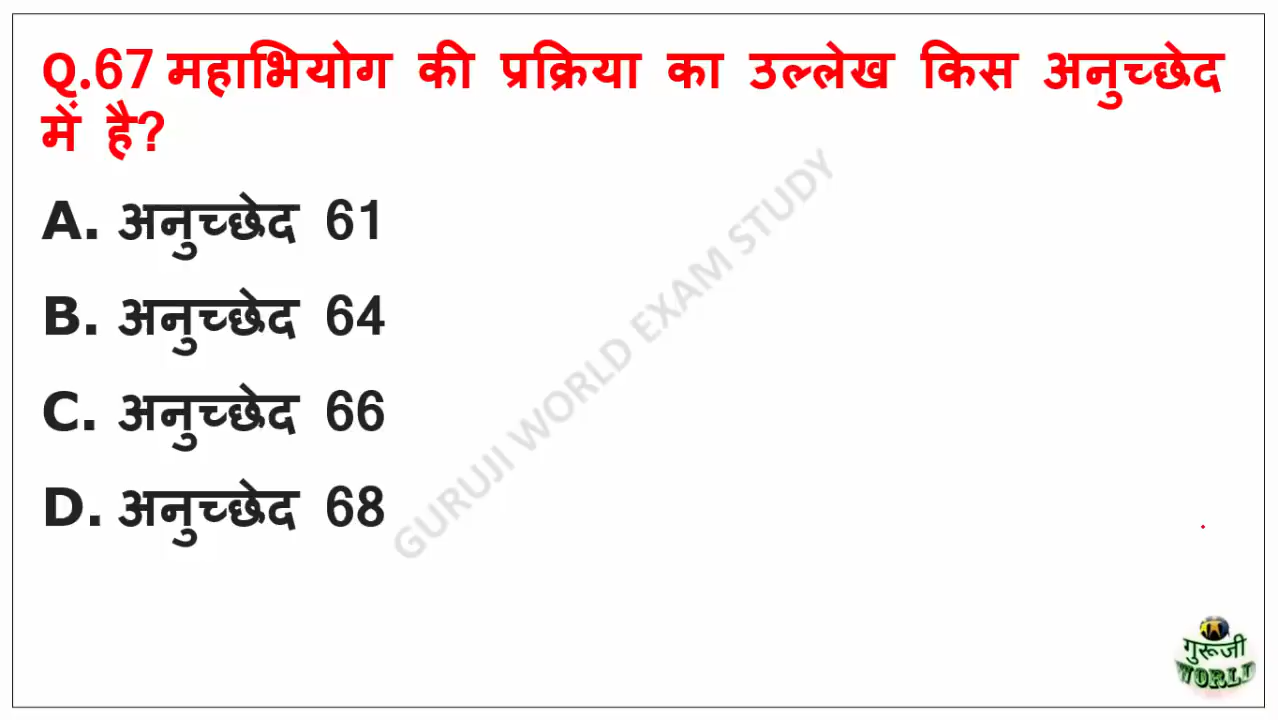 Q.67 महाभियोग की प्रक्रिया का उल्लेख किस अनुच्छेद
में है?
A. अनुच्छेद 61
B. अनुच्छेद 64
C. अनुच्छेद 66
D. अनुच्छेद 68
GURUJI WORLD EXAM STUDY
गुरूजी
WORLD